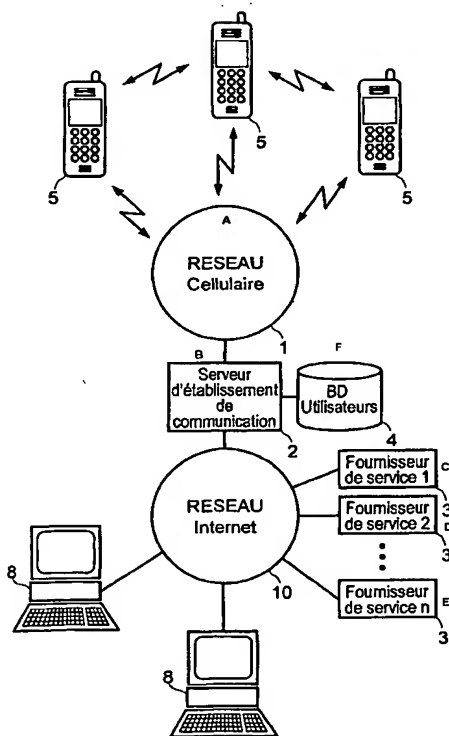 5
5
5
A
RESEAU
Cellulaire
1
B
F
Serveur
d'établissement
de
communication
2
BD
Utilisateurs
4
RESEAU
Internet
10
Fournisseur
de service 1
C
3
Fournisseur
de service 2
D
3
Fournisseur
de service n
E
3
8
8